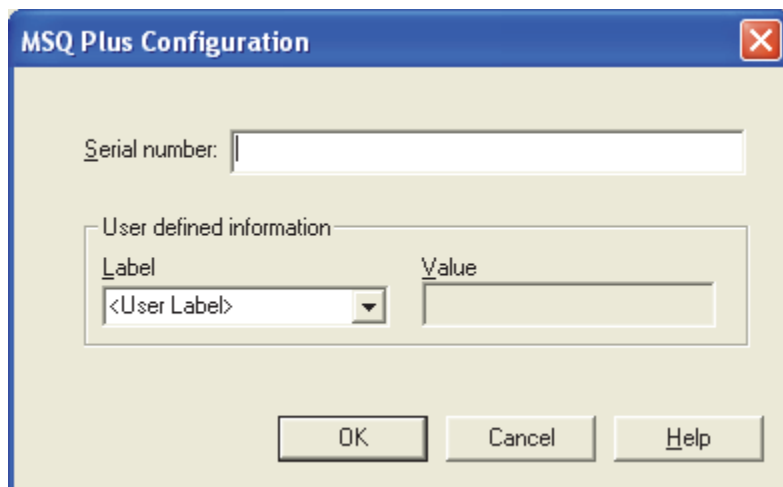 MSQ Plus Configuration
Serial number:
User defined information
Label Value
<User Label>
OK Cancel Help